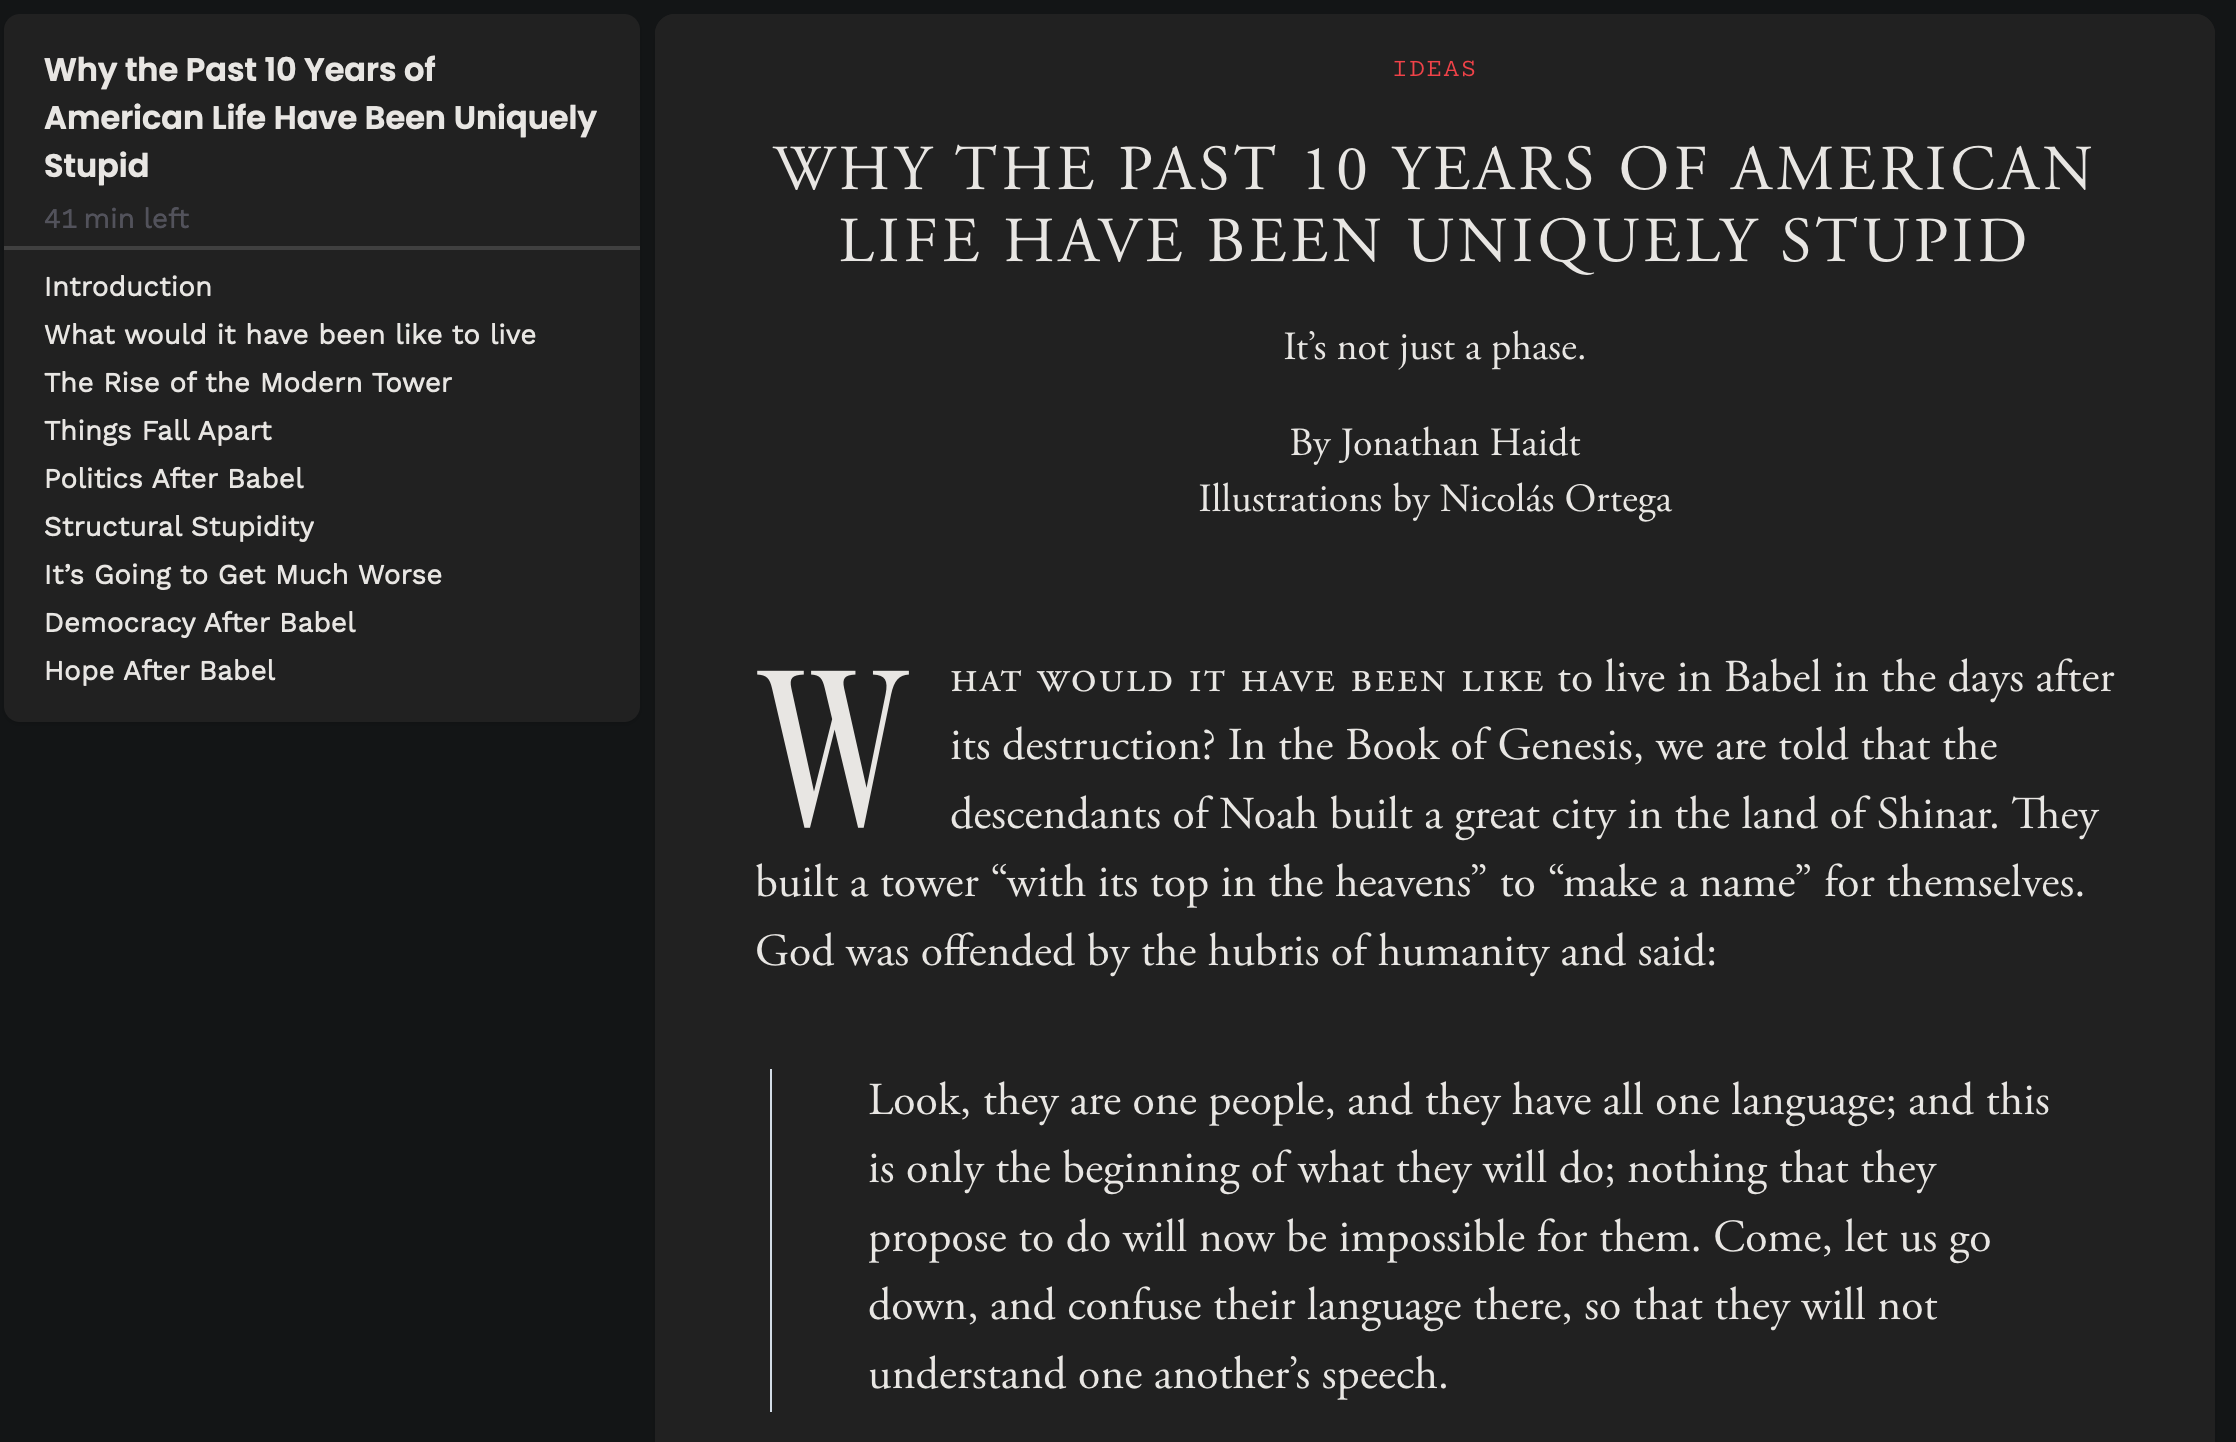 Why the Past 10 Years of
American Life Have Been Uniquely
Stupid
41 min left
Introduction
What would it have been like to live
The Rise of the Modern Tower
Things Fall Apart
Politics After Babel
Structural Stupidity
It’s Going to Get Much Worse
Democracy After Babel
Hope After Babel
IDEAS
WHY THE PAST 10 YEARS OF AMERICAN
LIFE HAVE BEEN UNIQUELY STUPID
It’s not just a phase.
By Jonathan Haidt
Illustrations by Nicolás Ortega
WHAT WOULD IT HAVE BEEN LIKE to live in Babel in the days after
its destruction? In the Book of Genesis, we are told that the
descendants of Noah built a great city in the land of Shinar. They
built a tower “with its top in the heavens” to “make a name” for themselves.
God was offended by the hubris of humanity and said:
Look, they are one people, and they have all one language; and this
is only the beginning of what they will do; nothing that they
propose to do will now be impossible for them. Come, let us go
down, and confuse their language there, so that they will not
understand one another’s speech.